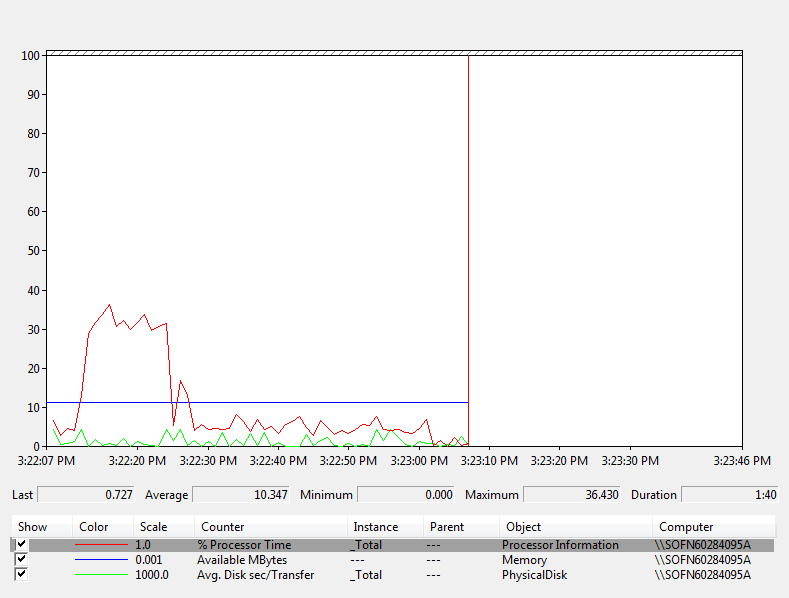 100
90
80
70
60
50
40
30
20
10
0
3:22:07 PM 3:22:20 PM 3:22:30 PM 3:22:40 PM 3:22:50 PM 3:23:00 PM 3:23:10 PM 3:23:20 PM 3:23:30 PM 3:23:46 PM
Last 0.727 Average 10.347 Minimum 0.000 Maximum 36.430 Duration 1:40
Show Color Scale Counter Instance Parent Object Computer
1.0 % Processor Time _Total --- Processor Information \\SOFN60284095A
0.001 Available MBytes --- --- Memory \\SOFN60284095A
1000.0 Avg. Disk sec/Transfer _Total --- PhysicalDisk \\SOFN60284095A